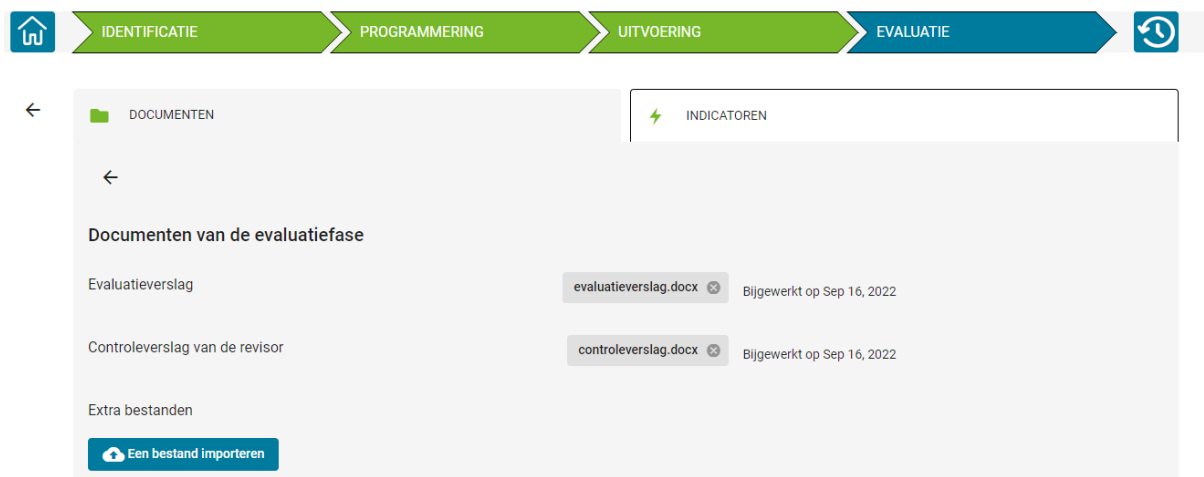 IDENTIFICATIE PROGRAMMERING UITVOERING EVALUATIE
DOCUMENTEN INDICATOREN
Documenten van de evaluatiefase
Evaluatieverslag evaluatieverslag.docx Bijgewerkt op Sep 16, 2022
Controleverslag van de revisor controleverslag.docx Bijgewerkt op Sep 16, 2022
Extra bestanden
Een bestand importeren